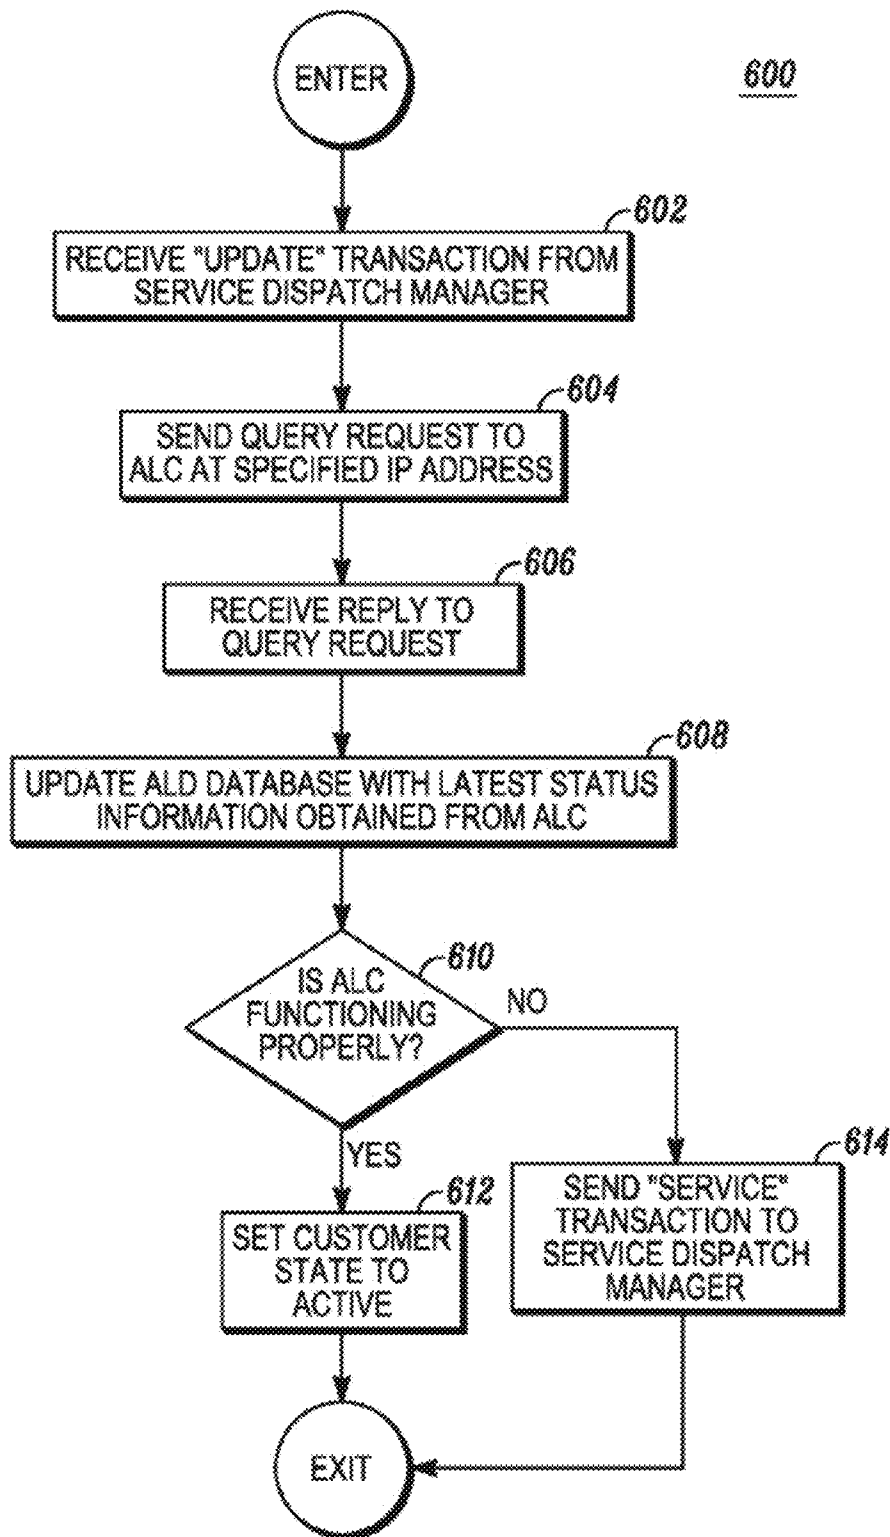 ENTER
600
602
RECEIVE "UPDATE" TRANSACTION FROM
SERVICE DISPATCH MANAGER
604
SEND QUERY REQUEST TO
ALC AT SPECIFIED IP ADDRESS
606
RECEIVE REPLY TO
QUERY REQUEST
608
UPDATE ALD DATABASE WITH LATEST STATUS
INFORMATION OBTAINED FROM ALC
610
IS ALC
FUNCTIONING
PROPERLY?
NO
YES
612
SET CUSTOMER
STATE TO
ACTIVE
614
SEND "SERVICE"
TRANSACTION TO
SERVICE DISPATCH
MANAGER
EXIT